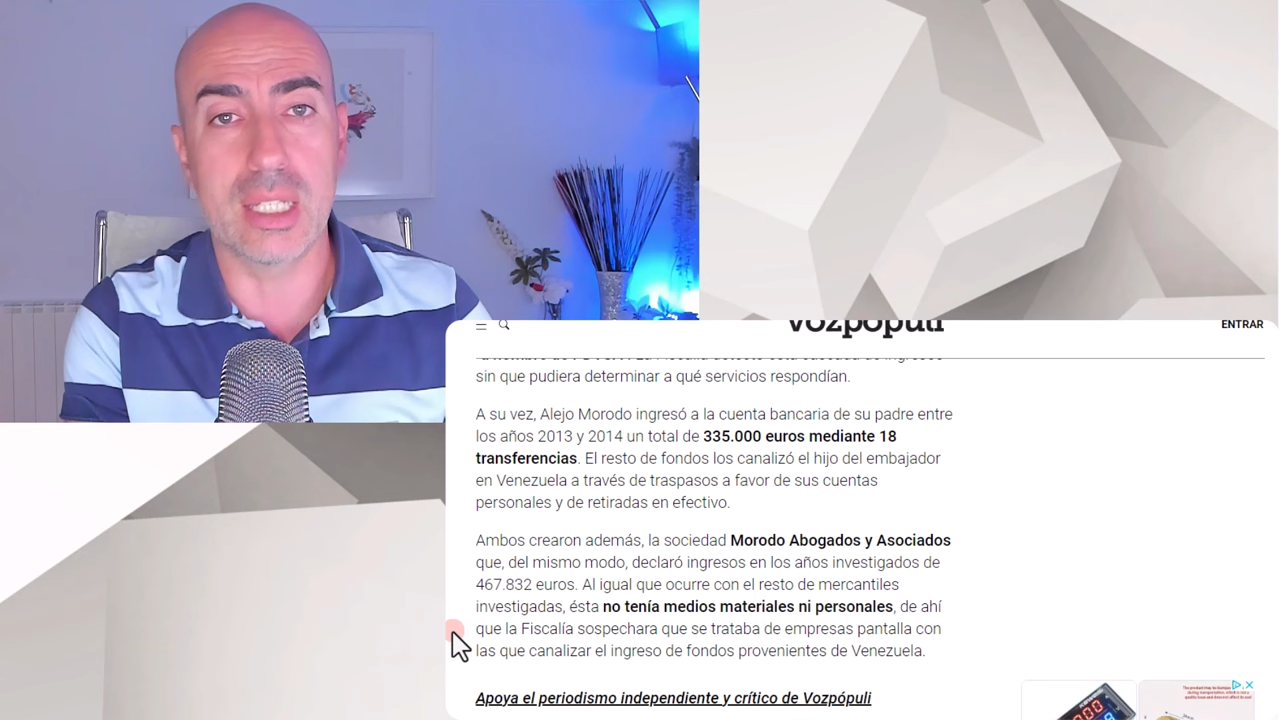 vozpópuli
ENTRAR
sin que pudiera determinar a qué servicios respondían.
A su vez, Alejo Morodo ingresó a la cuenta bancaria de su padre entre
los años 2013 y 2014 un total de 335.000 euros mediante 18
transferencias. El resto de fondos los canalizó el hijo del embajador
en Venezuela a través de traspasos a favor de sus cuentas
personales y de retiradas en efectivo.
Ambos crearon además, la sociedad Morodo Abogados y Asociados
que, del mismo modo, declaró ingresos en los años investigados de
467.832 euros. Al igual que ocurre con el resto de mercantiles
investigadas, ésta no tenía medios materiales ni personales, de ahí
que la Fiscalía sospechara que se trataba de empresas pantalla con
las que canalizar el ingreso de fondos provenientes de Venezuela.
Apoya el periodismo independiente y crítico de Vozpópuli